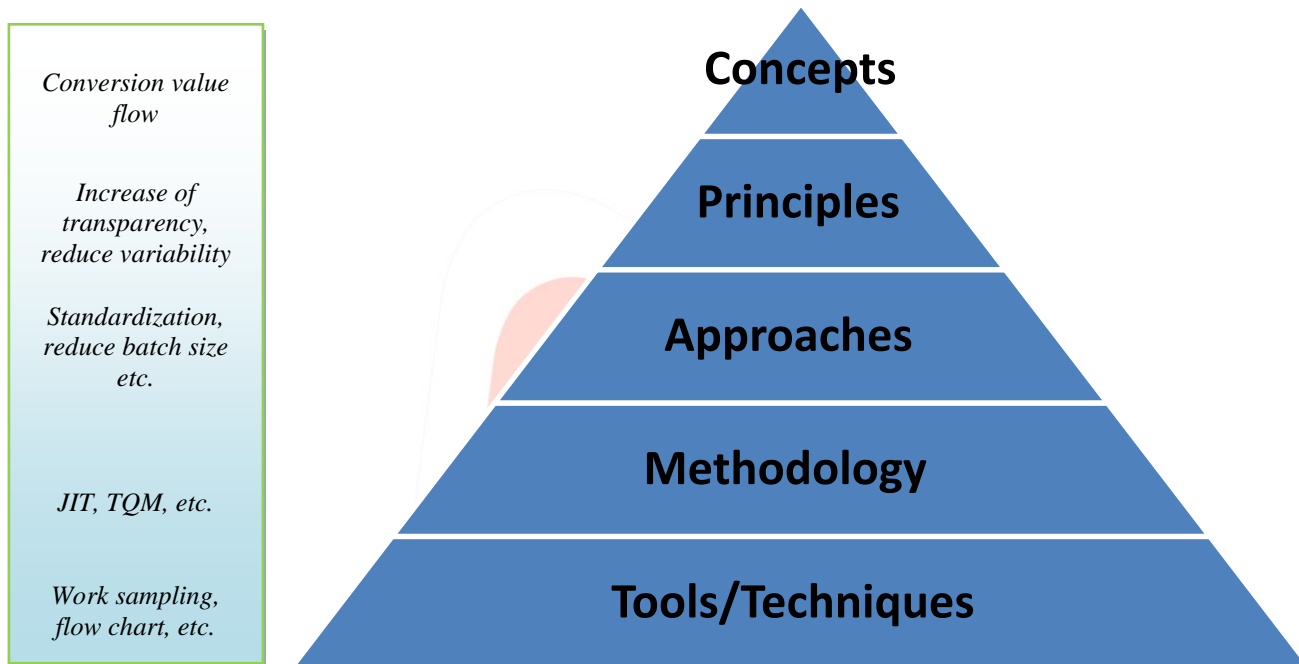 Conversion value
flow
Increase of
transparency,
reduce variability
Standardization,
reduce batch size
etc.
JIT, TQM, etc.
Work sampling,
flow chart, etc.
Concepts
Principles
Approaches
Methodology
Tools/Techniques